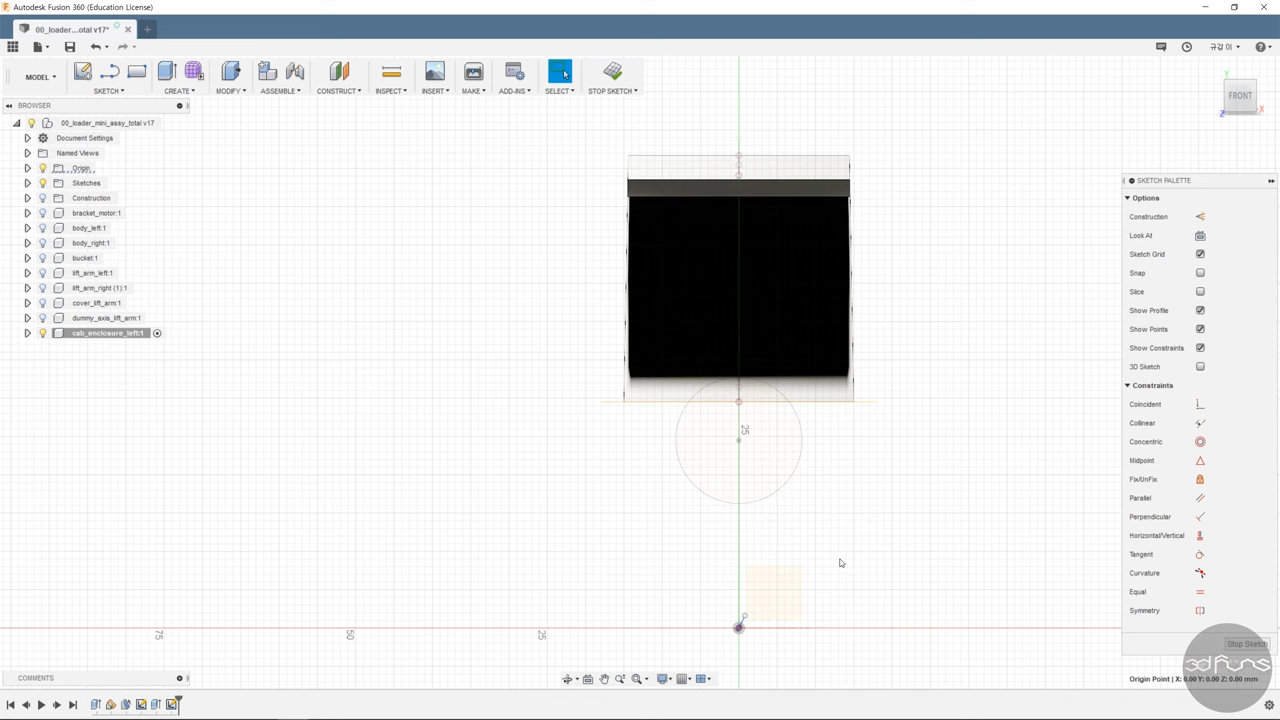 Autodesk Fusion 360 (Education License)
00_loader...otal v17*
규갑 이
MODEL
SKETCH
CREATE
MODIFY
ASSEMBLE
CONSTRUCT
INSPECT
INSERT
MAKE
ADD-INS
SELECT
STOP SKETCH
BROWSER
00_loader_mini_assy_total v17
Document Settings
Named Views
Origin
Sketches
Construction
bracket_motor:1
body_left:1
body_right:1
bucket:1
lift_arm_left:1
lift_arm_right (1):1
cover_lift_arm:1
dummy_axis_lift_arm:1
cab_enclosure_left:1
Y
FRONT
Z
X
SKETCH PALETTE
Options
Construction
Look At
Sketch Grid
Snap
Slice
Show Profile
Show Points
Show Constraints
3D Sketch
Constraints
Coincident
Collinear
Concentric
Midpoint
Fix/UnFix
Parallel
Perpendicular
Horizontal/Vertical
Tangent
Curvature
Equal
Symmetry
Stop Sketch
25
75
50
25
3dfuns
COMMENTS
Origin Point | X: 0.00 Y: 0.00 Z: 0.00 mm